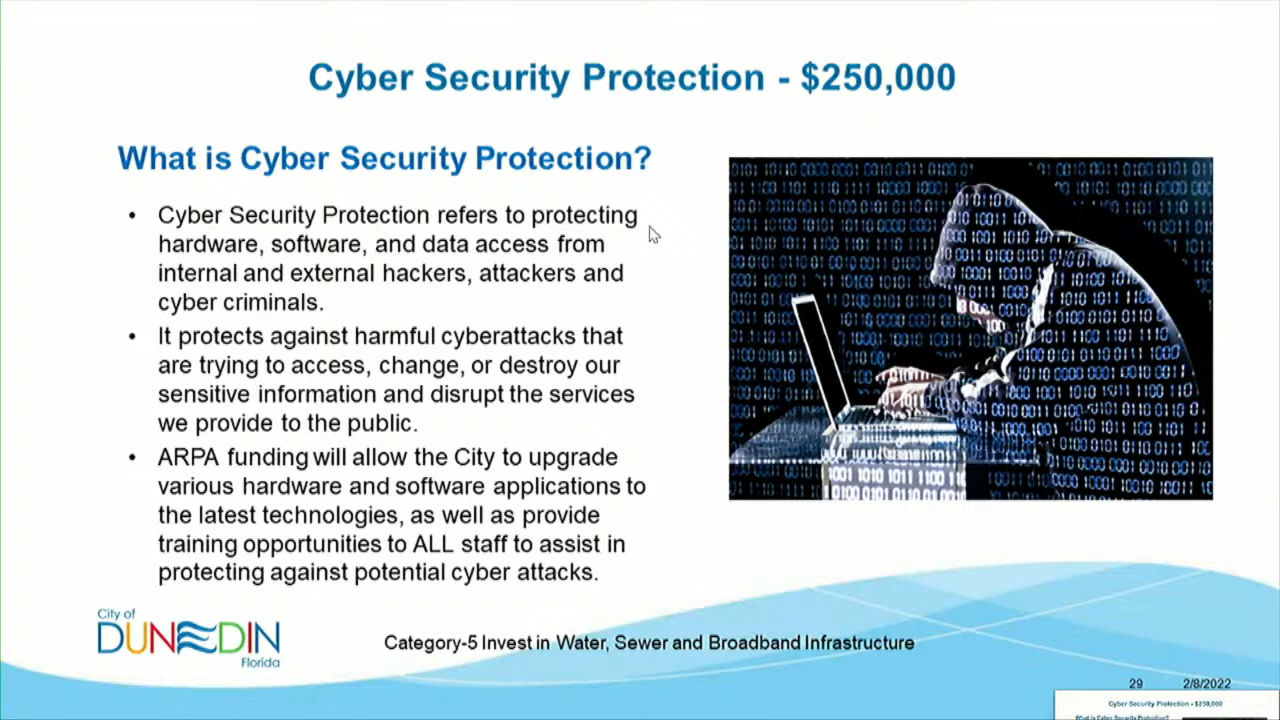 Cyber Security Protection - $250,000
What is Cyber Security Protection?
• Cyber Security Protection refers to protecting
hardware, software, and data access from
internal and external hackers, attackers and
cyber criminals.
• It protects against harmful cyberattacks that
are trying to access, change, or destroy our
sensitive information and disrupt the services
we provide to the public.
• ARPA funding will allow the City to upgrade
various hardware and software applications to
the latest technologies, as well as provide
training opportunities to ALL staff to assist in
protecting against potential cyber attacks.
City of
DUNEDIN
Florida
Category-5 Invest in Water, Sewer and Broadband Infrastructure
29 2/8/2022
Cyber Security Protection - $250,000
What is Cyber Security Protection?